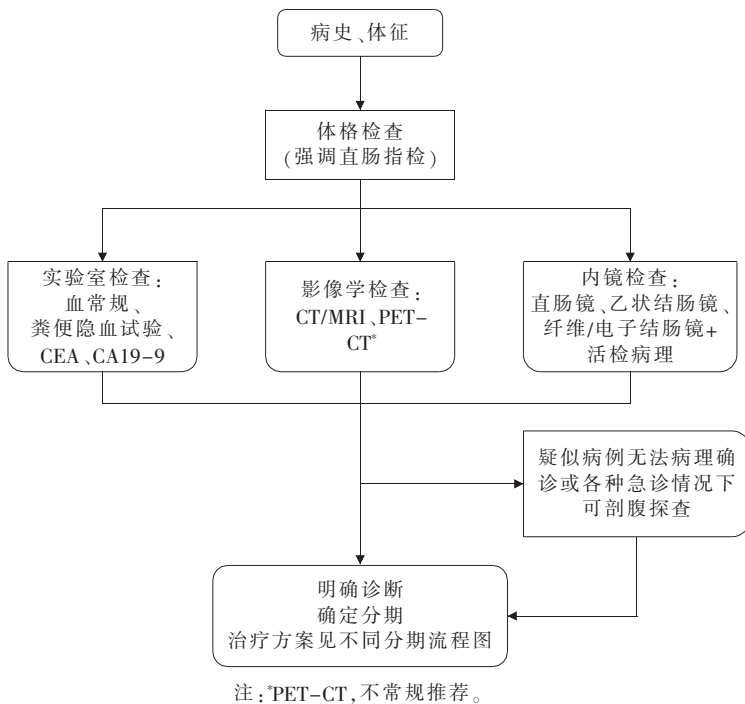 病史、体征
体格检查
(强调直肠指检)
实验室检查:
血常规、
粪便隐血试验、
CEA、CA19-9
影像学检查:
CT/MRI、PET-
CT*
内镜检查:
直肠镜、乙状结肠镜、
纤维/电子结肠镜+
活检病理
疑似病例无法病理确
诊或各种急诊情况下
可剖腹探查
明确诊断
确定分期
治疗方案见不同分期流程图
注:*PET-CT,不常规推荐。